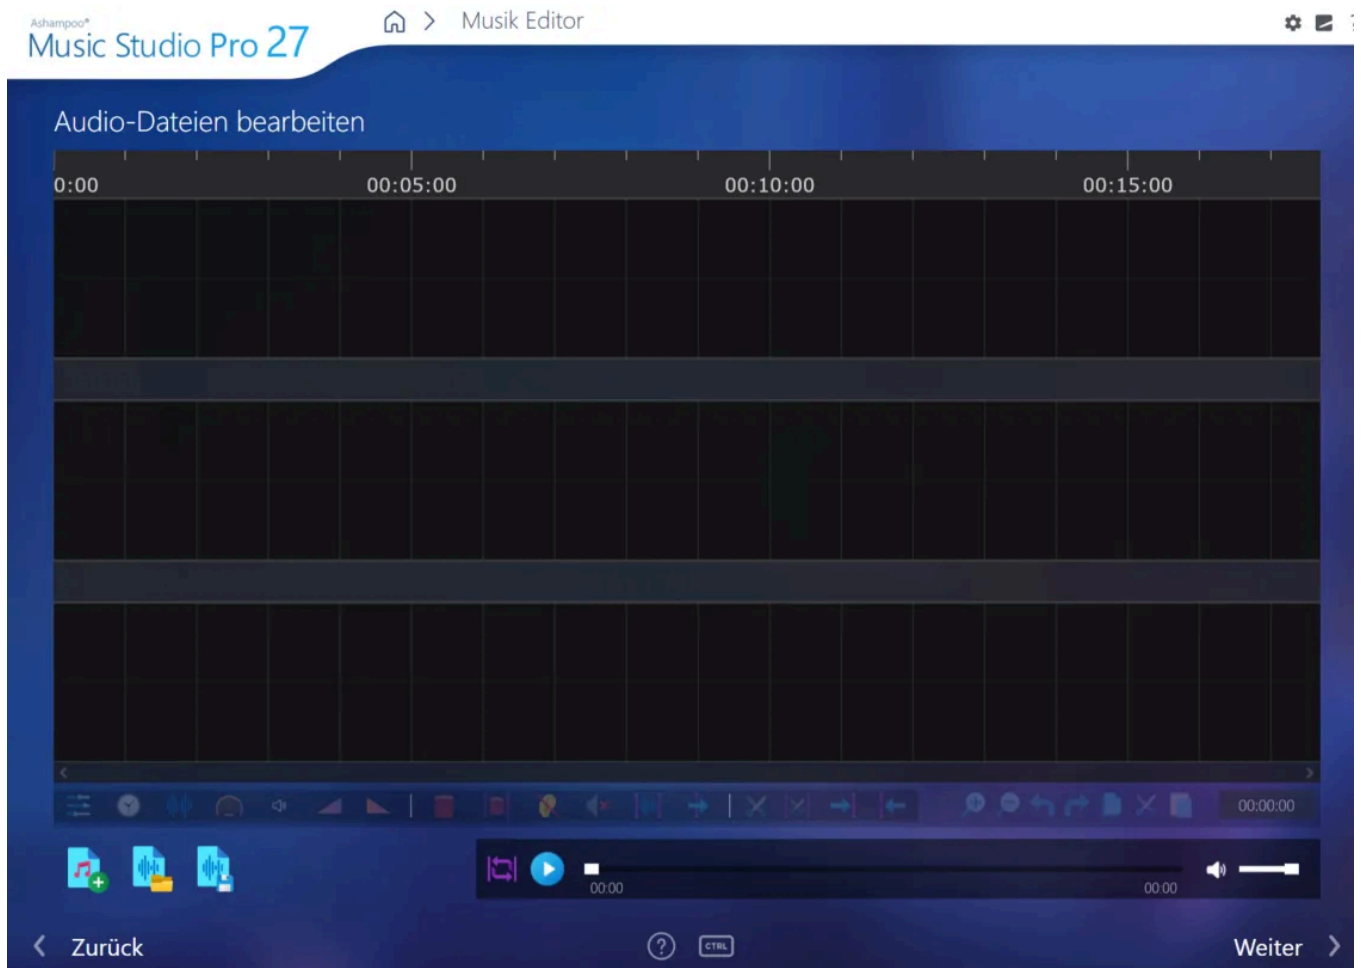 Ashampoo®
Music Studio Pro 27
Musik Editor
Audio-Dateien bearbeiten
0:00 00:05:00 00:10:00 00:15:00
00:00:00
00:00 00:00
Zurück
? CTRL
Weiter